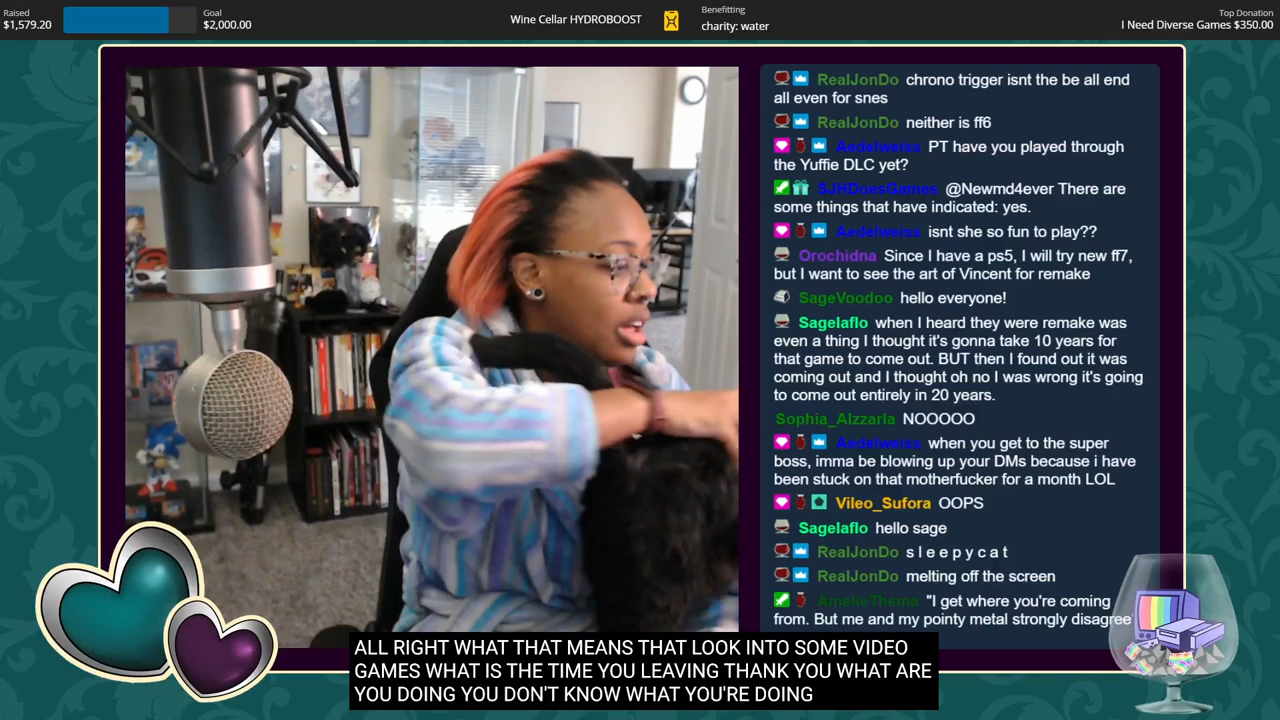 Raised
$1,579.20
Goal
$2,000.00
Wine Cellar HYDROBOOST
Benefitting
charity: water
Top Donation
I Need Diverse Games $350.00
RealJonDo chrono trigger isnt the be all end
all even for snes
RealJonDo neither is ff6
Aedelweiss PT have you played through
the Yuffie DLC yet?
SJHDoesGames @Newmd4ever There are
some things that have indicated: yes.
Aedelweiss isnt she so fun to play??
Orochidna Since I have a ps5, I will try new ff7,
but I want to see the art of Vincent for remake
SageVoodoo hello everyone!
Sagelaflo when I heard they were remake was
even a thing I thought it's gonna take 10 years for
that game to come out. BUT then I found out it was
coming out and I thought oh no I was wrong it's going
to come out entirely in 20 years.
Sophia_Alzzarla NOOOOO
Aedelweiss when you get to the super
boss, imma be blowing up your DMs because i have
been stuck on that motherfucker for a month LOL
Vileo_Sufora OOPS
Sagelaflo hello sage
RealJonDo s l e e p y c a t
RealJonDo melting off the screen
AmelieThema "I get where you're coming
from. But me and my pointy metal strongly disagree"
ALL RIGHT WHAT THAT MEANS THAT LOOK INTO SOME VIDEO
GAMES WHAT IS THE TIME YOU LEAVING THANK YOU WHAT ARE
YOU DOING YOU DON'T KNOW WHAT YOU'RE DOING